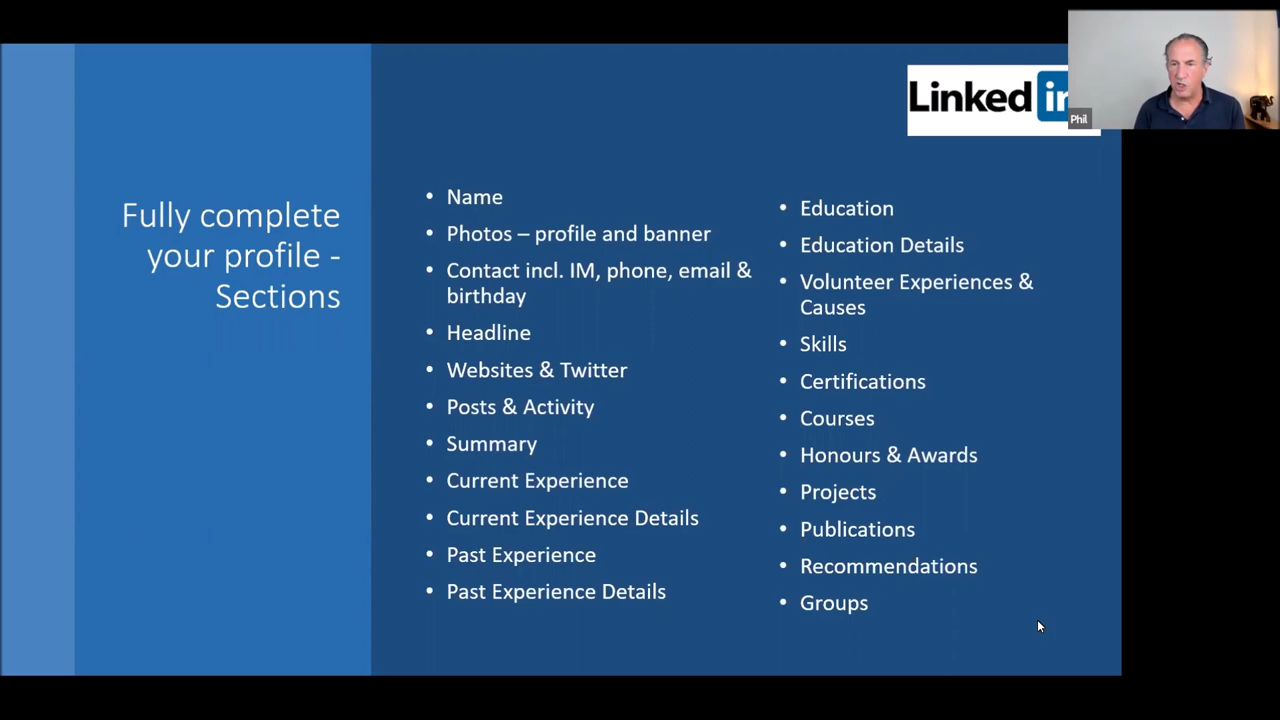 Linked in
Phil
Fully complete
your profile -
Sections
• Name
• Photos – profile and banner
• Contact incl. IM, phone, email &
birthday
• Headline
• Websites & Twitter
• Posts & Activity
• Summary
• Current Experience
• Current Experience Details
• Past Experience
• Past Experience Details
• Education
• Education Details
• Volunteer Experiences &
Causes
• Skills
• Certifications
• Courses
• Honours & Awards
• Projects
• Publications
• Recommendations
• Groups